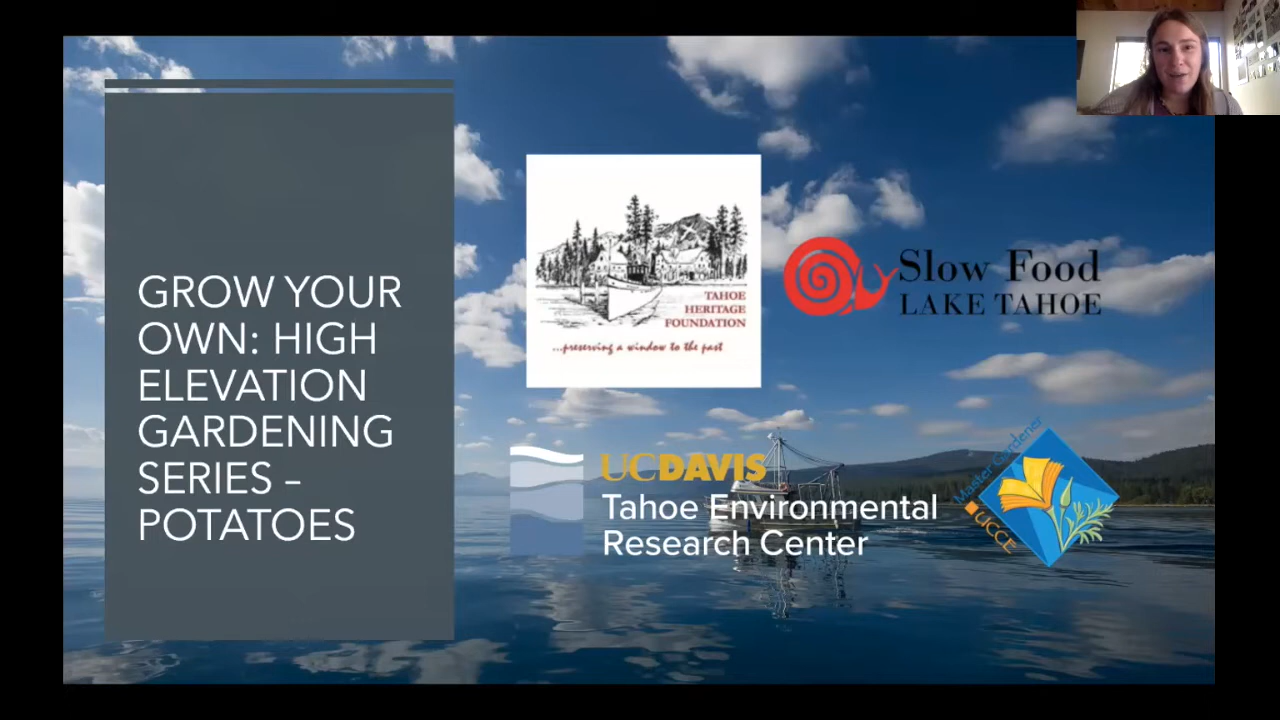 GROW YOUR
OWN: HIGH
ELEVATION
GARDENING
SERIES –
POTATOES
TAHOE
HERITAGE
FOUNDATION
...preserving a window to the past
Slow Food
LAKE TAHOE
UCDAVIS
Tahoe Environmental
Research Center
Master Gardener
UCCE